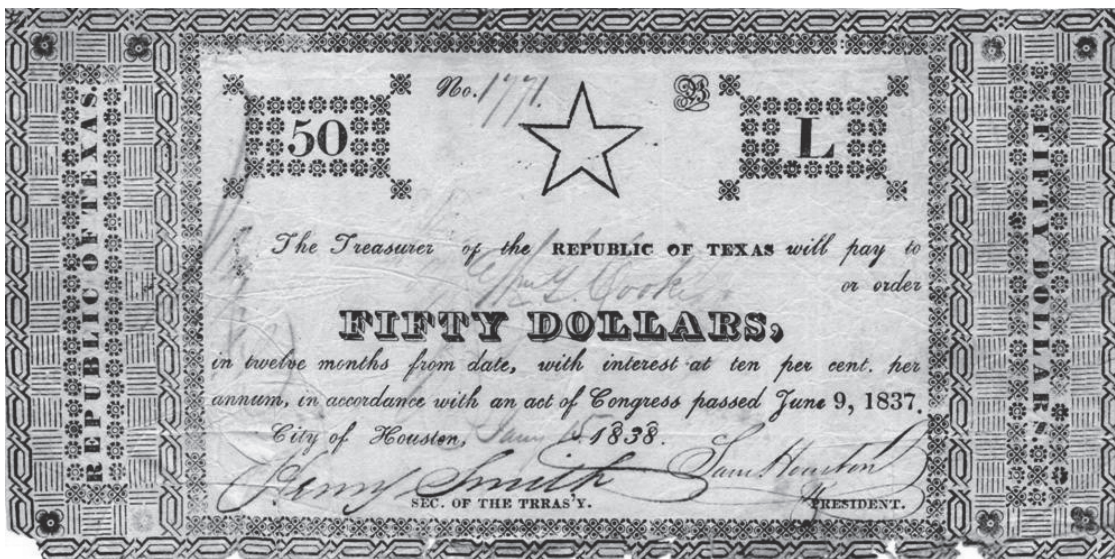 REPUBLIC OF TEXAS.
No. 1771.
50
L
The Treasurer of the REPUBLIC OF TEXAS will pay to
Wm G. Cooke
or order
FIFTY DOLLARS,
in twelve months from date, with interest at ten per cent. per
annum, in accordance with an act of Congress passed June 9, 1837.
City of Houston, Jany 15 1838.
Henry Smith
Sam Houston
SEC. OF THE TRRAS'Y.
PRESIDENT.
FIFTY DOLLARS.